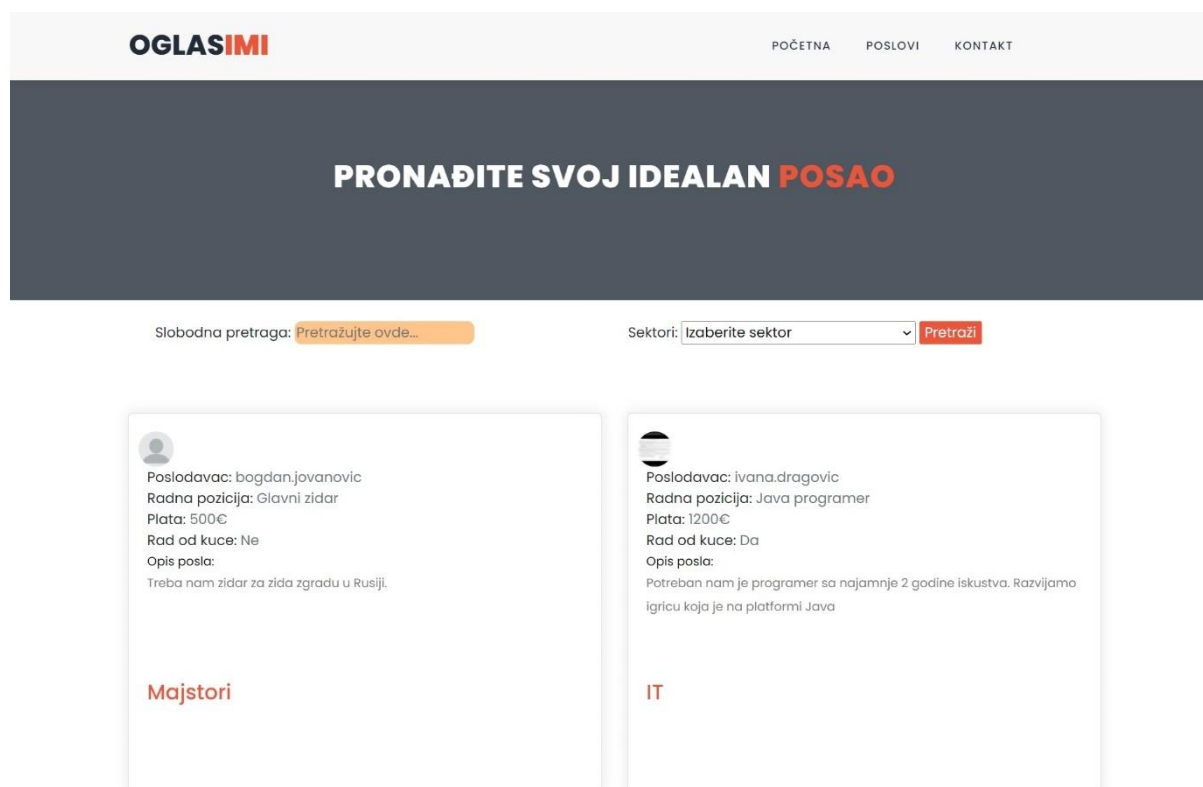 OGLASIMI
POČETNA POSLOVI KONTAKT
PRONAĐITE SVOJ IDEALAN POSAO
Slobodna pretraga: Pretražujte ovde...
Sektori: Izaberite sektor Pretraži
Poslodavac: bogdan.jovanovic
Radna pozicija: Glavni zidar
Plata: 500€
Rad od kuce: Ne
Opis posla:
Treba nam zidar za zida zgradu u Rusiji.
Majstori
Poslodavac: ivana.dragovic
Radna pozicija: Java programer
Plata: 1200€
Rad od kuce: Da
Opis posla:
Potreban nam je programer sa najamnje 2 godine iskustva. Razvijamo
igricu koja je na platformi Java
IT